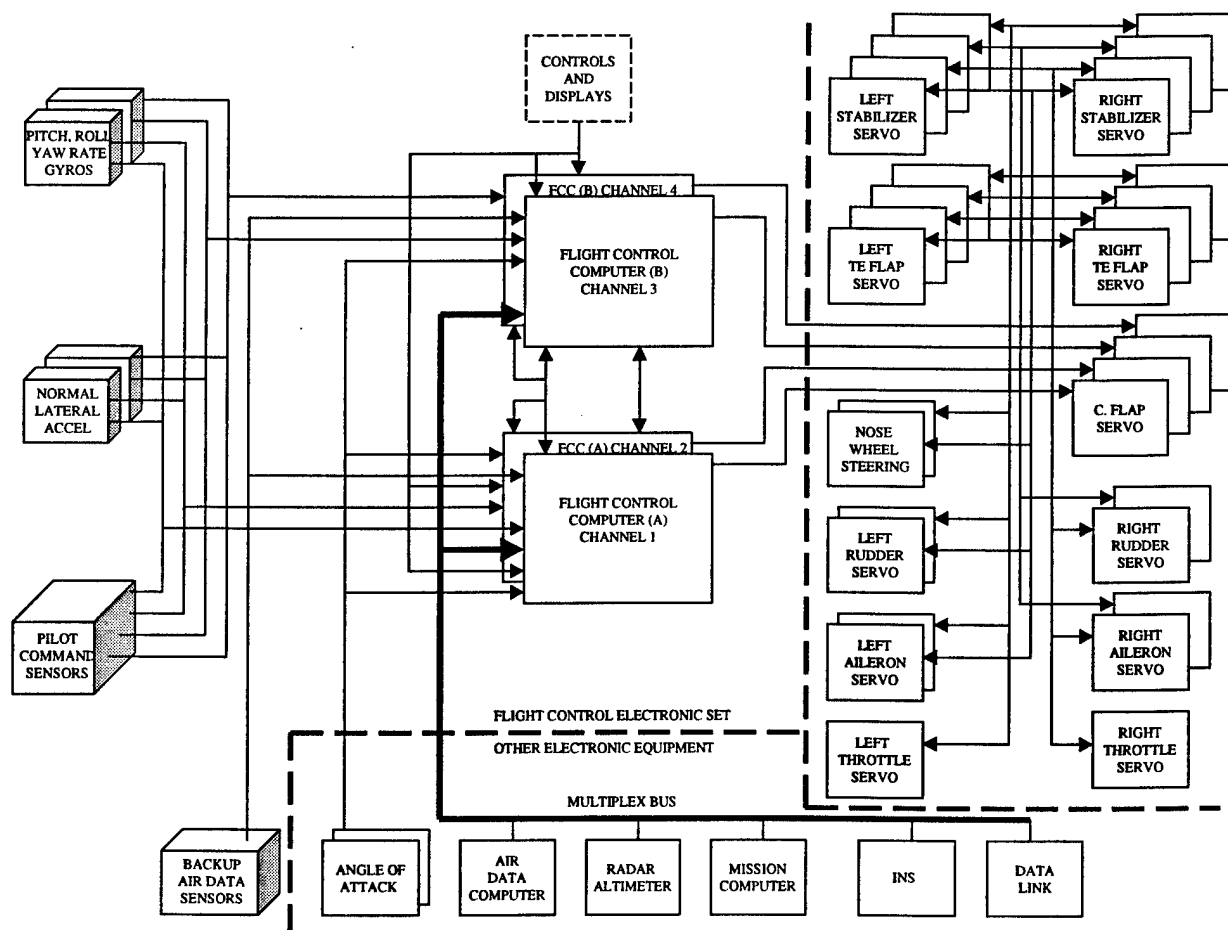 CONTROLS
AND
DISPLAYS
LEFT
STABILIZER
SERVO
RIGHT
STABILIZER
SERVO
PITCH, ROLL
YAW RATE
GYROS
FCC (B) CHANNEL 4
FLIGHT CONTROL
COMPUTER (B)
CHANNEL 3
LEFT
TE FLAP
SERVO
RIGHT
TE FLAP
SERVO
NORMAL
LATERAL
ACCEL
C. FLAP
SERVO
NOSE
WHEEL
STEERING
FCC (A) CHANNEL 2
FLIGHT CONTROL
COMPUTER (A)
CHANNEL 1
LEFT
RUDDER
SERVO
RIGHT
RUDDER
SERVO
PILOT
COMMAND
SENSORS
LEFT
AILERON
SERVO
RIGHT
AILERON
SERVO
FLIGHT CONTROL ELECTRONIC SET
OTHER ELECTRONIC EQUIPMENT
LEFT
THROTTLE
SERVO
RIGHT
THROTTLE
SERVO
MULTIPLEX BUS
BACKUP
AIR DATA
SENSORS
ANGLE OF
ATTACK
AIR
DATA
COMPUTER
RADAR
ALTIMETER
MISSION
COMPUTER
INS
DATA
LINK